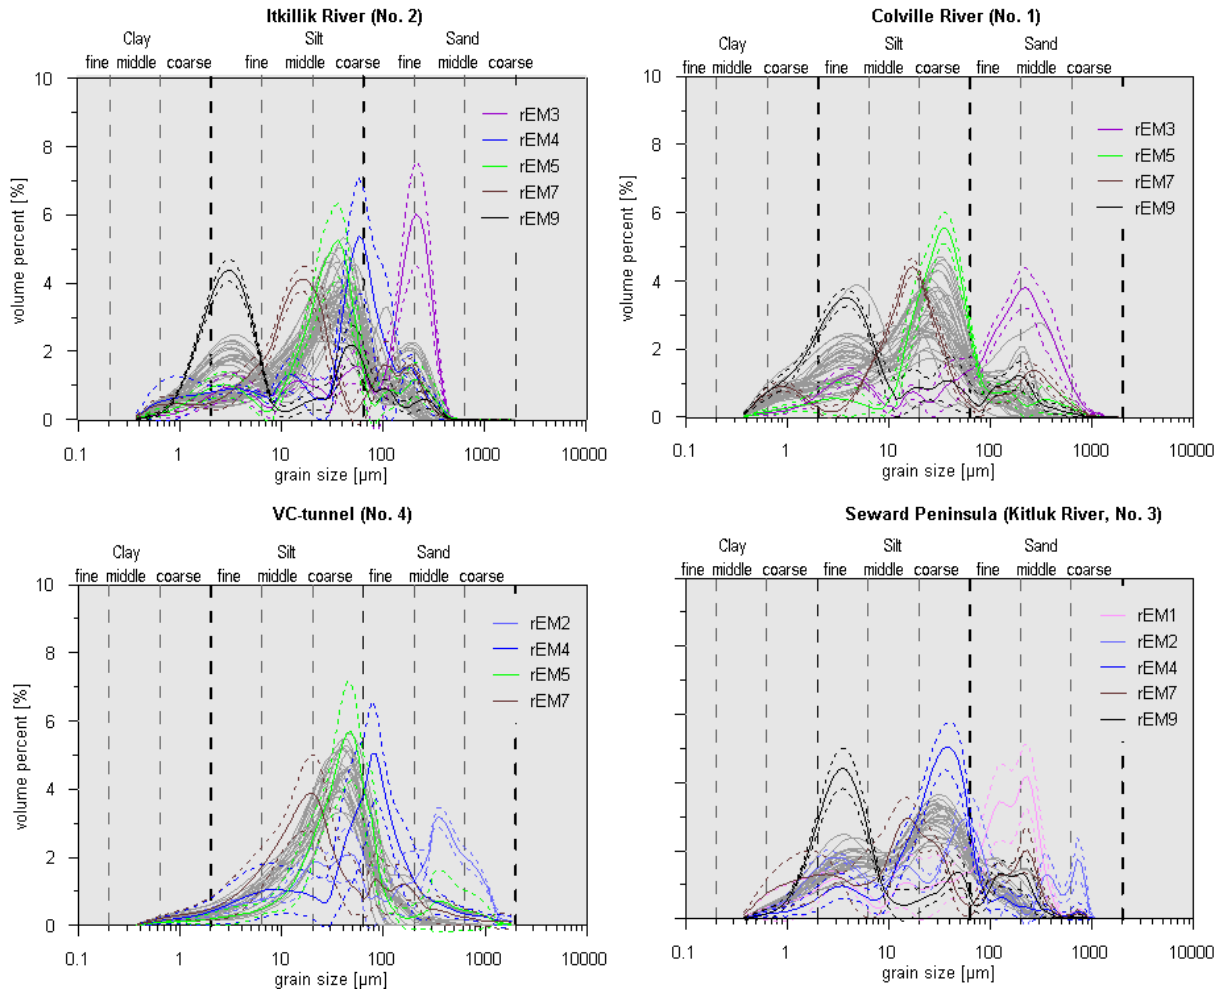 Itkillik River (No. 2)
Clay Silt Sand
fine middle coarse fine middle coarse fine middle coarse
10
8
6
4
2
0
volume percent [%]
rEM3
rEM4
rEM5
rEM7
rEM9
0.1 1 10 100 1000 10000
grain size [µm]
Colville River (No. 1)
Clay Silt Sand
fine middle coarse fine middle coarse fine middle coarse
10
8
6
4
2
0
volume percent [%]
rEM3
rEM5
rEM7
rEM9
0.1 1 10 100 1000 10000
grain size [µm]
VC-tunnel (No. 4)
Clay Silt Sand
fine middle coarse fine middle coarse fine middle coarse
10
8
6
4
2
0
volume percent [%]
rEM2
rEM4
rEM5
rEM7
0.1 1 10 100 1000 10000
grain size [µm]
Seward Peninsula (Kitluk River, No. 3)
Clay Silt Sand
fine middle coarse fine middle coarse fine middle coarse
rEM1
rEM2
rEM4
rEM7
rEM9
0.1 1 10 100 1000 10000
grain size [µm]